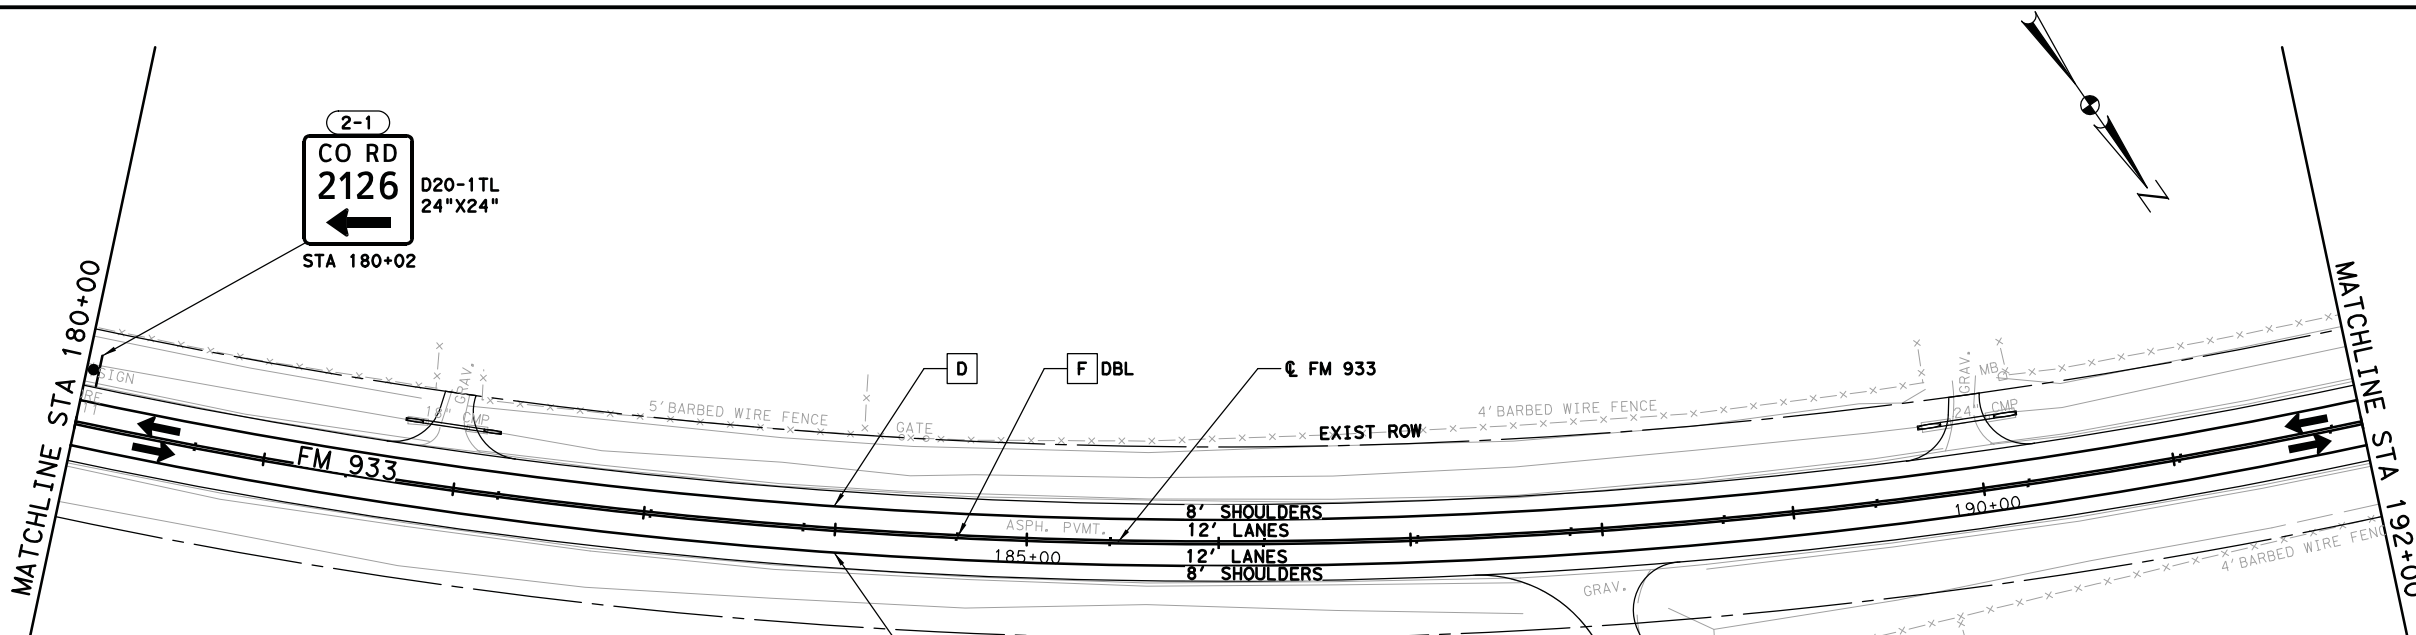 2-1
CO RD
2126
D20-1TL
24"X24"
STA 180+02
MATCHLINE STA 180+00
SIGN
GRAV.
18" CMP
5' BARBED WIRE FENCE
GATE
D
F DBL
℄ FM 933
EXIST ROW
4' BARBED WIRE FENCE
GRAV.
MB
24" CMP
N
MATCHLINE STA 192+00
FM 933
ASPH. PVMT.
185+00
8' SHOULDERS
12' LANES
12' LANES
8' SHOULDERS
190+00
GRAV.
4' BARBED WIRE FENC